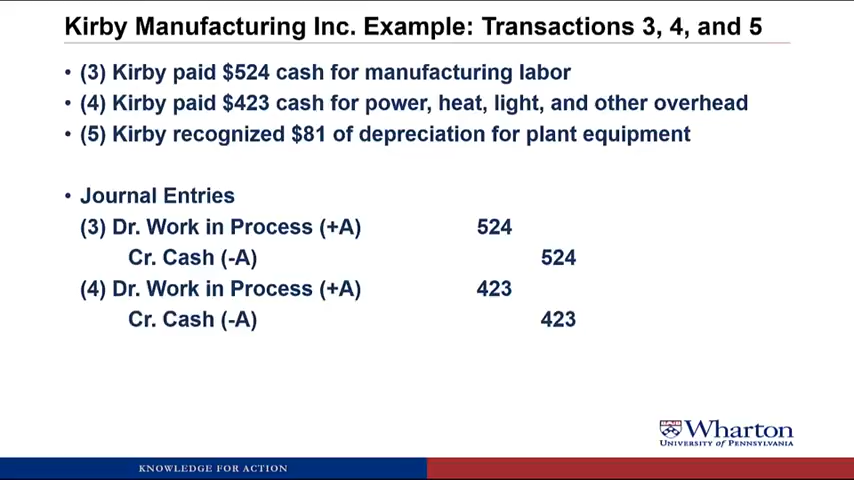 Kirby Manufacturing Inc. Example: Transactions 3, 4, and 5
• (3) Kirby paid $524 cash for manufacturing labor
• (4) Kirby paid $423 cash for power, heat, light, and other overhead
• (5) Kirby recognized $81 of depreciation for plant equipment
• Journal Entries
(3) Dr. Work in Process (+A) 524
Cr. Cash (-A) 524
(4) Dr. Work in Process (+A) 423
Cr. Cash (-A) 423
Wharton
UNIVERSITY of PENNSYLVANIA
KNOWLEDGE FOR ACTION